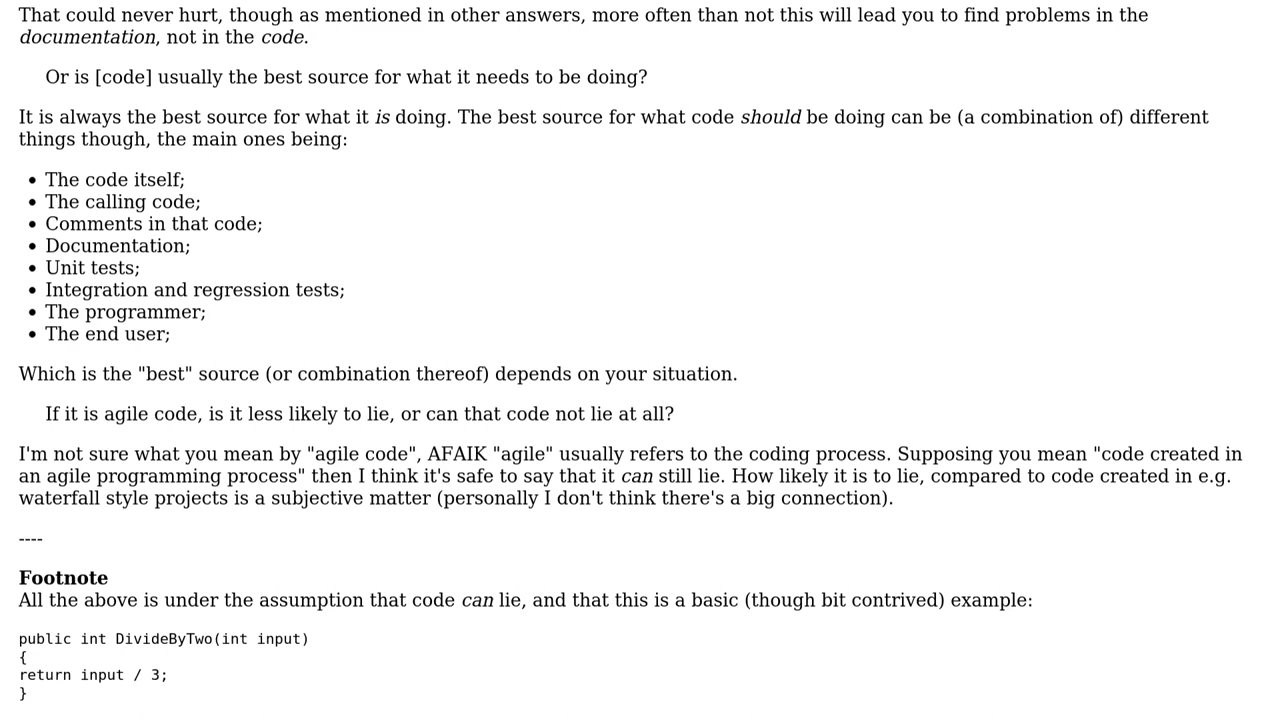 That could never hurt, though as mentioned in other answers, more often than not this will lead you to find problems in the
documentation, not in the code.
Or is [code] usually the best source for what it needs to be doing?
It is always the best source for what it is doing. The best source for what code should be doing can be (a combination of) different
things though, the main ones being:
• The code itself;
• The calling code;
• Comments in that code;
• Documentation;
• Unit tests;
• Integration and regression tests;
• The programmer;
• The end user;
Which is the "best" source (or combination thereof) depends on your situation.
If it is agile code, is it less likely to lie, or can that code not lie at all?
I'm not sure what you mean by "agile code", AFAIK "agile" usually refers to the coding process. Supposing you mean "code created in
an agile programming process" then I think it's safe to say that it can still lie. How likely it is to lie, compared to code created in e.g.
waterfall style projects is a subjective matter (personally I don't think there's a big connection).
----
Footnote
All the above is under the assumption that code can lie, and that this is a basic (though bit contrived) example:
public int DivideByTwo(int input)
{
return input / 3;
}